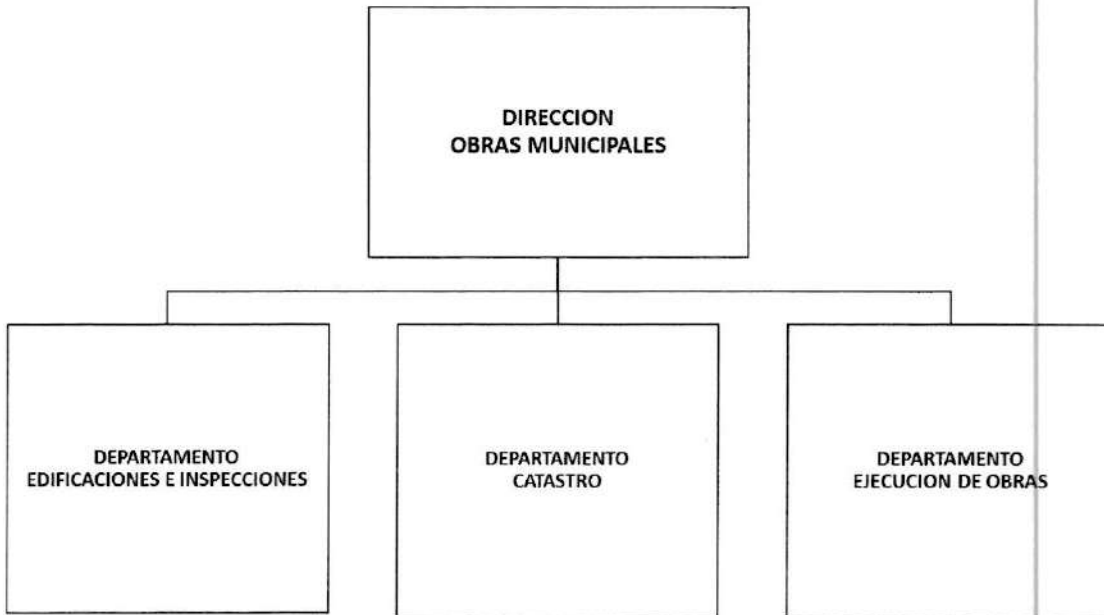 DIRECCION
OBRAS MUNICIPALES
DEPARTAMENTO
EDIFICACIONES E INSPECCIONES
DEPARTAMENTO
CATASTRO
DEPARTAMENTO
EJECUCION DE OBRAS